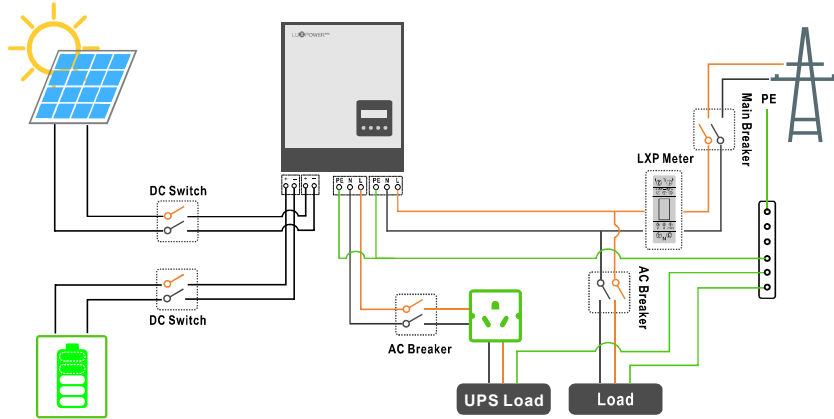 LUXPOWER
PE
Main Breaker
LXP Meter
DC Switch
+ - + -
PE N L PE N L
AC Breaker
DC Switch
AC Breaker
UPS Load
Load